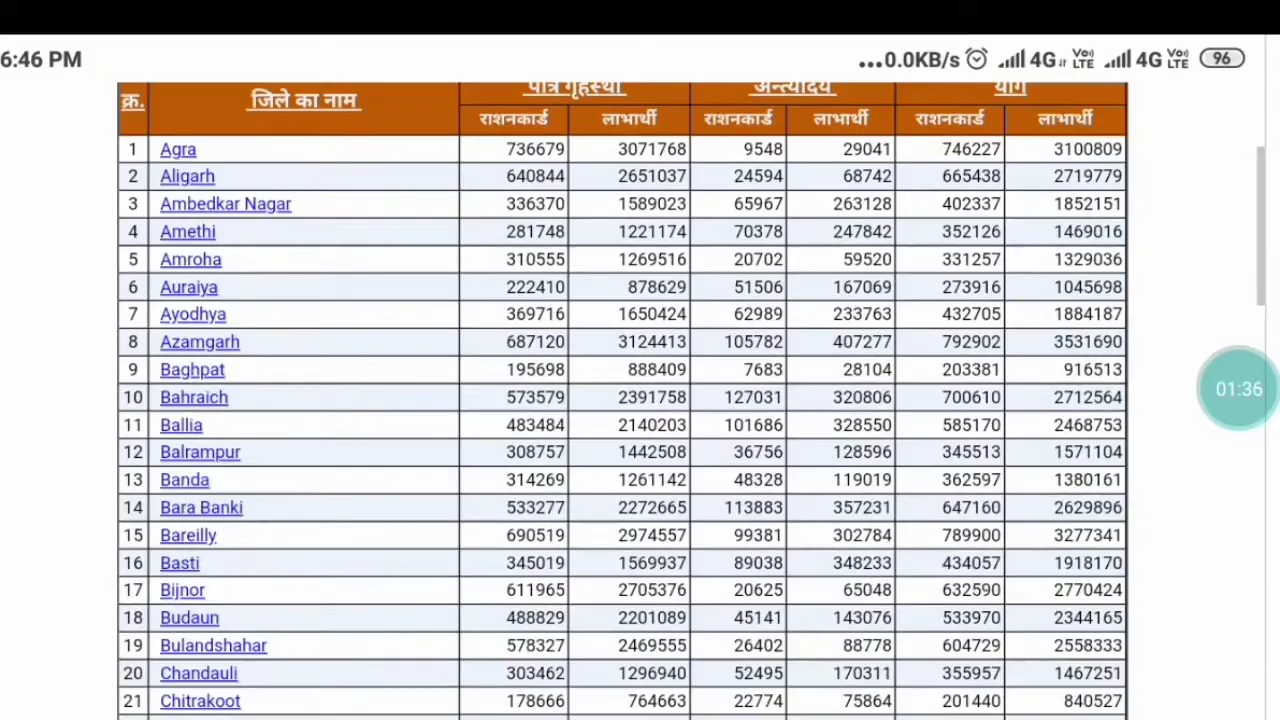 6:46 PM ...0.0KB/s 4G Vo) LTE 4G Vo) LTE 96
क्र. जिले का नाम पात्र गृहस्थी अन्त्योदय योग
राशनकार्ड लाभार्थी राशनकार्ड लाभार्थी राशनकार्ड लाभार्थी
1 Agra 736679 3071768 9548 29041 746227 3100809
2 Aligarh 640844 2651037 24594 68742 665438 2719779
3 Ambedkar Nagar 336370 1589023 65967 263128 402337 1852151
4 Amethi 281748 1221174 70378 247842 352126 1469016
5 Amroha 310555 1269516 20702 59520 331257 1329036
6 Auraiya 222410 878629 51506 167069 273916 1045698
7 Ayodhya 369716 1650424 62989 233763 432705 1884187
8 Azamgarh 687120 3124413 105782 407277 792902 3531690
9 Baghpat 195698 888409 7683 28104 203381 916513
10 Bahraich 573579 2391758 127031 320806 700610 2712564
11 Ballia 483484 2140203 101686 328550 585170 2468753
12 Balrampur 308757 1442508 36756 128596 345513 1571104
13 Banda 314269 1261142 48328 119019 362597 1380161
14 Bara Banki 533277 2272665 113883 357231 647160 2629896
15 Bareilly 690519 2974557 99381 302784 789900 3277341
16 Basti 345019 1569937 89038 348233 434057 1918170
17 Bijnor 611965 2705376 20625 65048 632590 2770424
18 Budaun 488829 2201089 45141 143076 533970 2344165
19 Bulandshahar 578327 2469555 26402 88778 604729 2558333
20 Chandauli 303462 1296940 52495 170311 355957 1467251
21 Chitrakoot 178666 764663 22774 75864 201440 840527
01:36